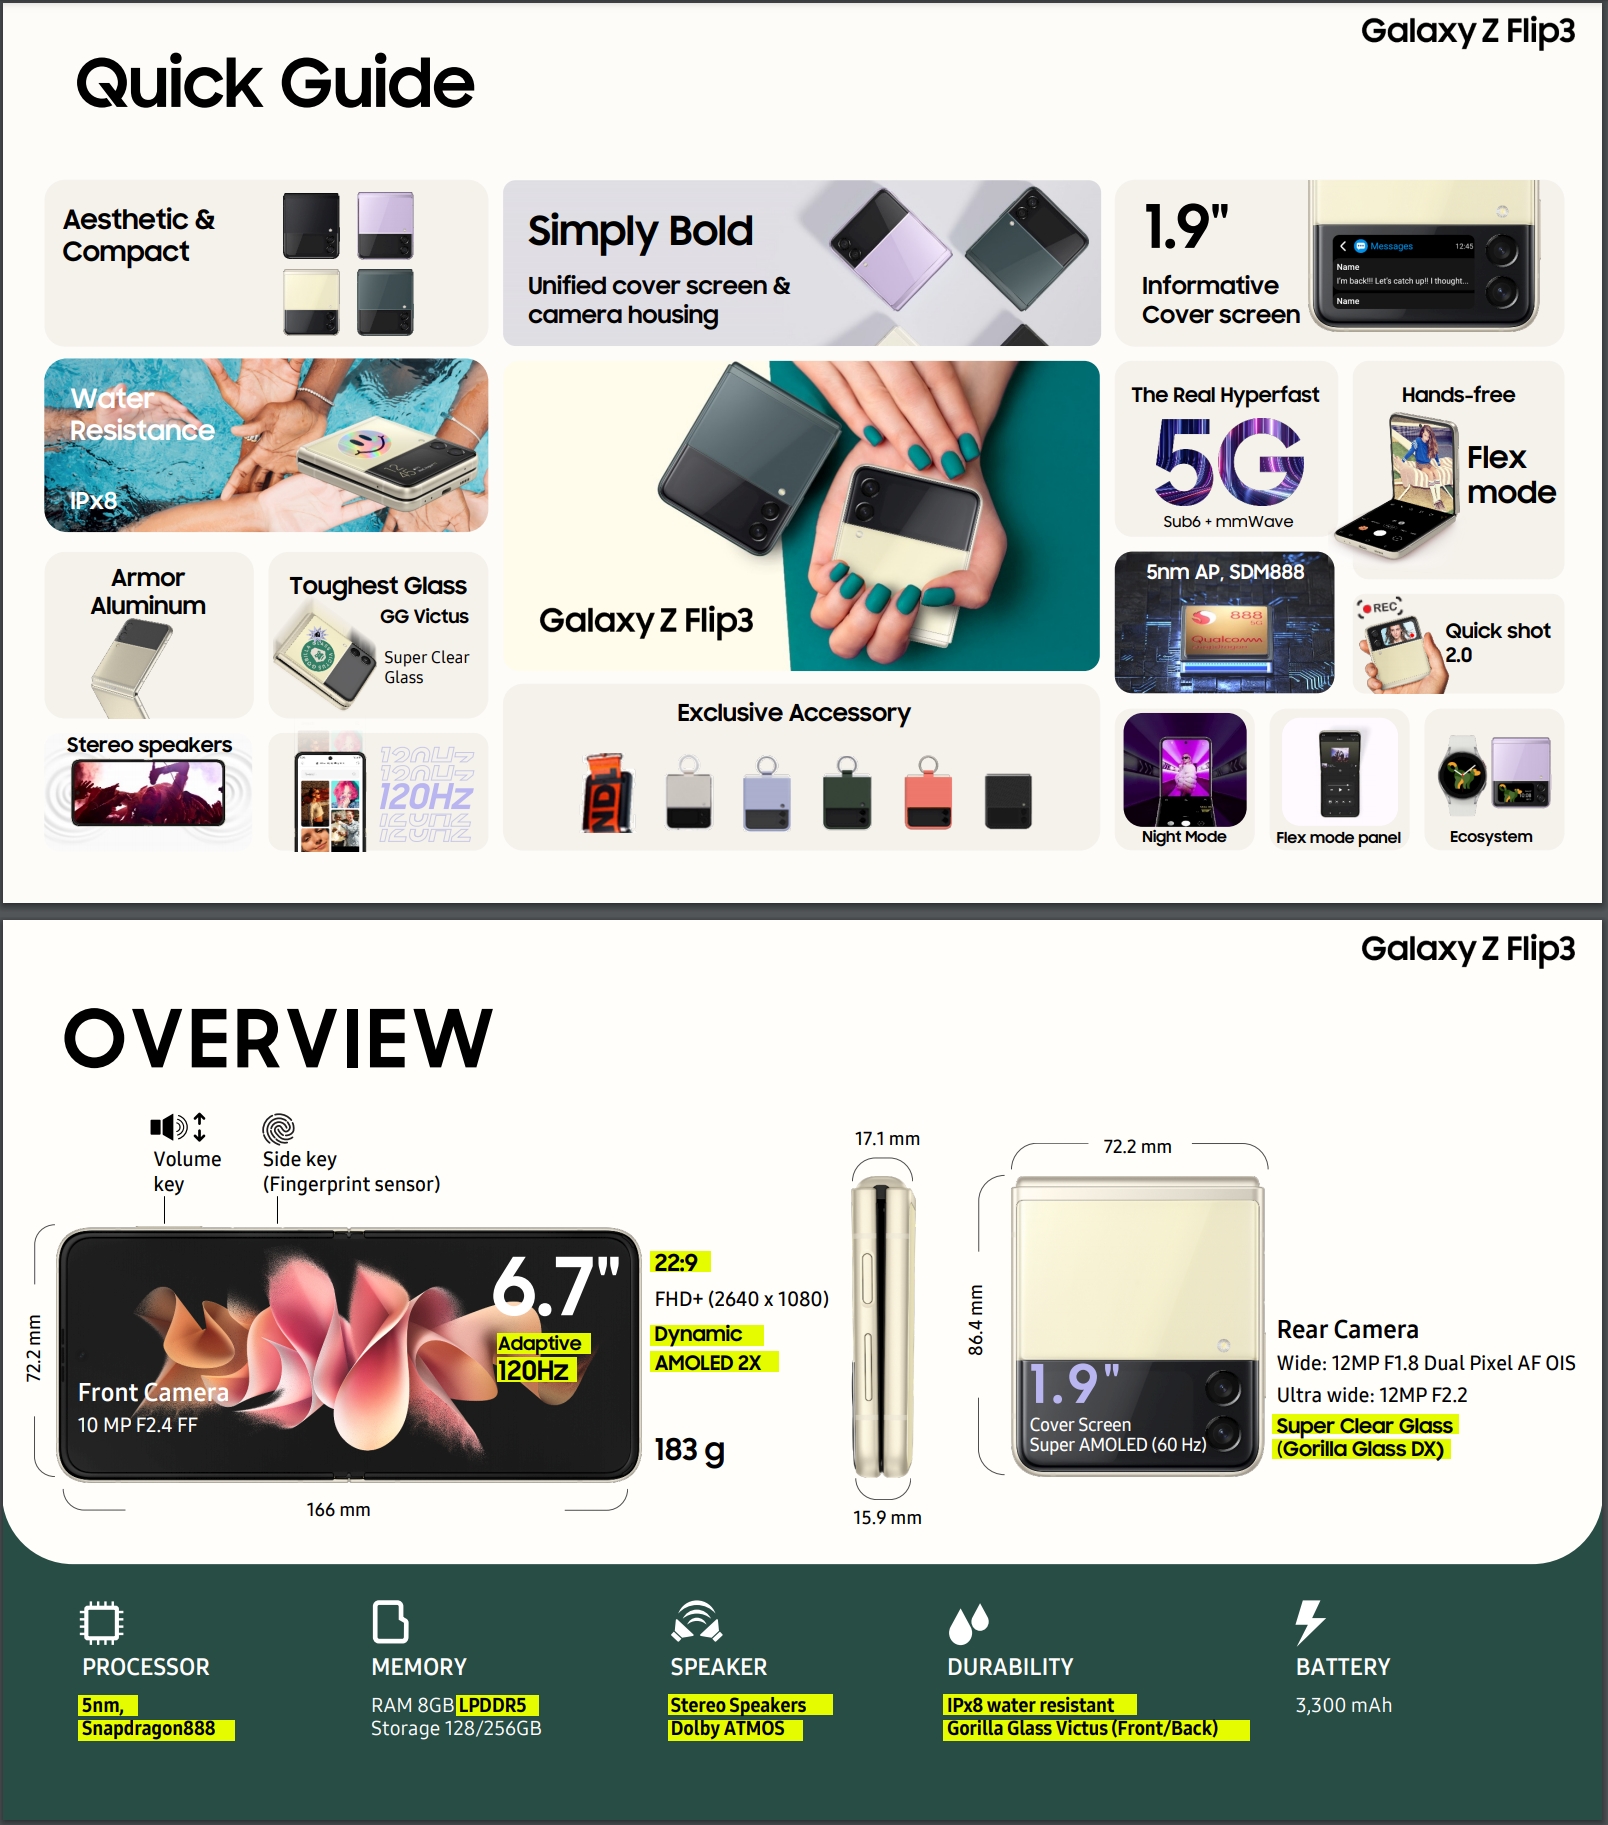 Galaxy Z Flip3
Quick Guide
Aesthetic &
Compact
Simply Bold
Unified cover screen &
camera housing
1.9"
Informative
Cover screen
Messages
12:45
Name
I'm back!!! Let's catch up!! I thought...
Name
Water
Resistance
IPx8
Galaxy Z Flip3
The Real Hyperfast
5G
Sub6 + mmWave
Hands-free
Flex
mode
Armor
Aluminum
Toughest Glass
GG Victus
Super Clear
Glass
5nm AP, SDM888
888
5G
Qualcomm
snapdragon
REC
Quick shot
2.0
Stereo speakers
120Hz
120Hz
120Hz
120Hz
120Hz
Exclusive Accessory
Night Mode
Flex mode panel
Ecosystem
Galaxy Z Flip3
OVERVIEW
Volume
key
Side key
(Fingerprint sensor)
72.2 mm
6.7"
Adaptive
120Hz
Front Camera
10 MP F2.4 FF
166 mm
22:9
FHD+ (2640 x 1080)
Dynamic
AMOLED 2X
183 g
17.1 mm
15.9 mm
72.2 mm
86.4 mm
1.9"
Cover Screen
Super AMOLED (60 Hz)
Rear Camera
Wide: 12MP F1.8 Dual Pixel AF OIS
Ultra wide: 12MP F2.2
Super Clear Glass
(Gorilla Glass DX)
PROCESSOR
5nm,
Snapdragon888
MEMORY
RAM 8GB LPDDR5
Storage 128/256GB
SPEAKER
Stereo Speakers
Dolby ATMOS
DURABILITY
IPx8 water resistant
Gorilla Glass Victus (Front/Back)
BATTERY
3,300 mAh